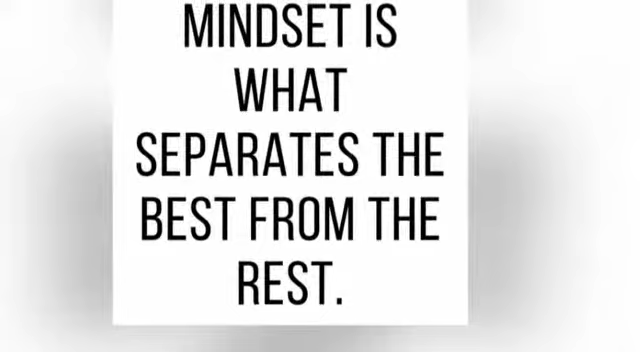 MINDSET IS
WHAT
SEPARATES THE
BEST FROM THE
REST.